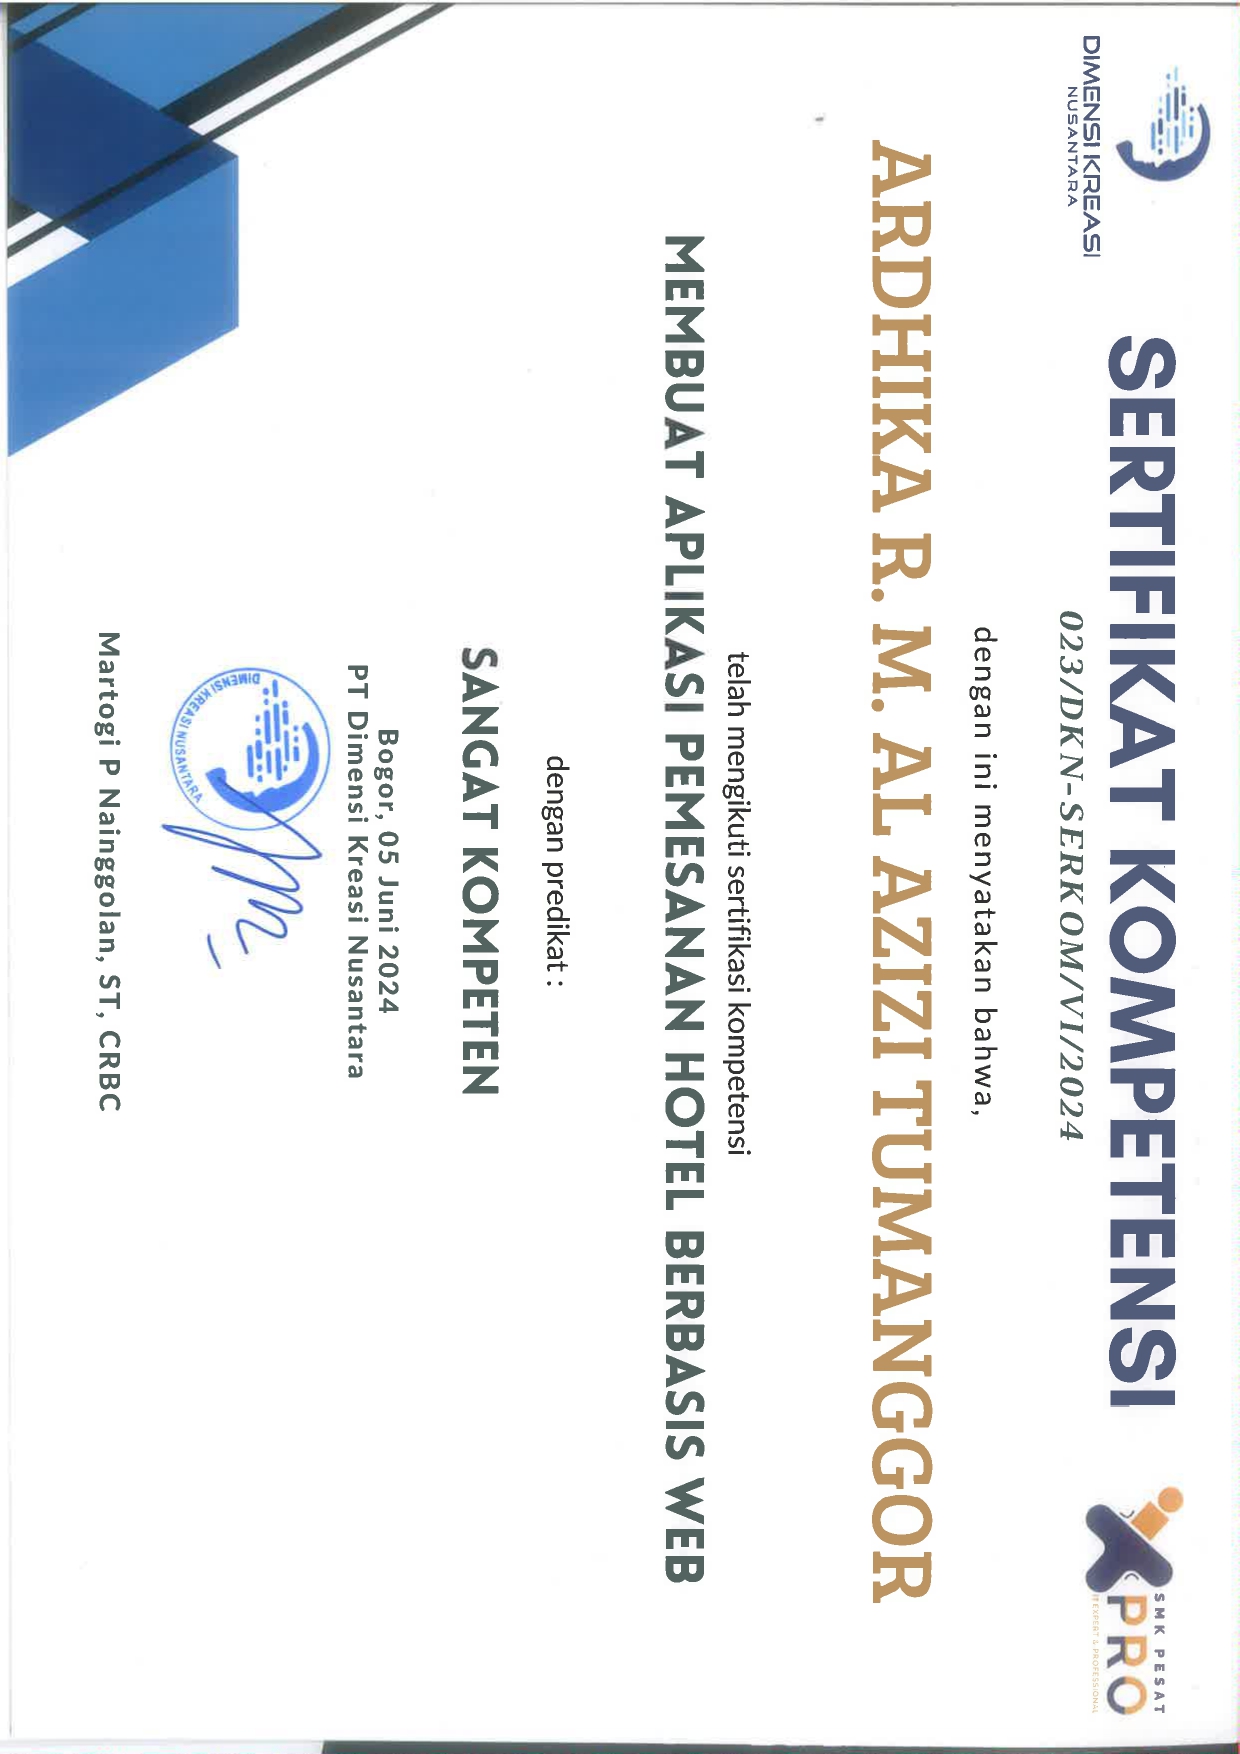 DIMENSI KREASI
NUSANTARA
SERTIFIKAT KOMPETENSI
023/DKN-SERKOM/VI/2024
SMK PESAT
XPRO
IT EXPERT & PROFESSIONAL
dengan ini menyatakan bahwa,
ARDHIKA R. M. AL AZIZI TUMANGGOR
telah mengikuti sertifikasi kompetensi
MEMBUAT APLIKASI PEMESANAN HOTEL BERBASIS WEB
dengan predikat :
SANGAT KOMPETEN
Bogor, 05 Juni 2024
PT Dimensi Kreasi Nusantara
DIMENSI KREASI NUSANTARA
Martogi P Nainggolan, ST, CRBC